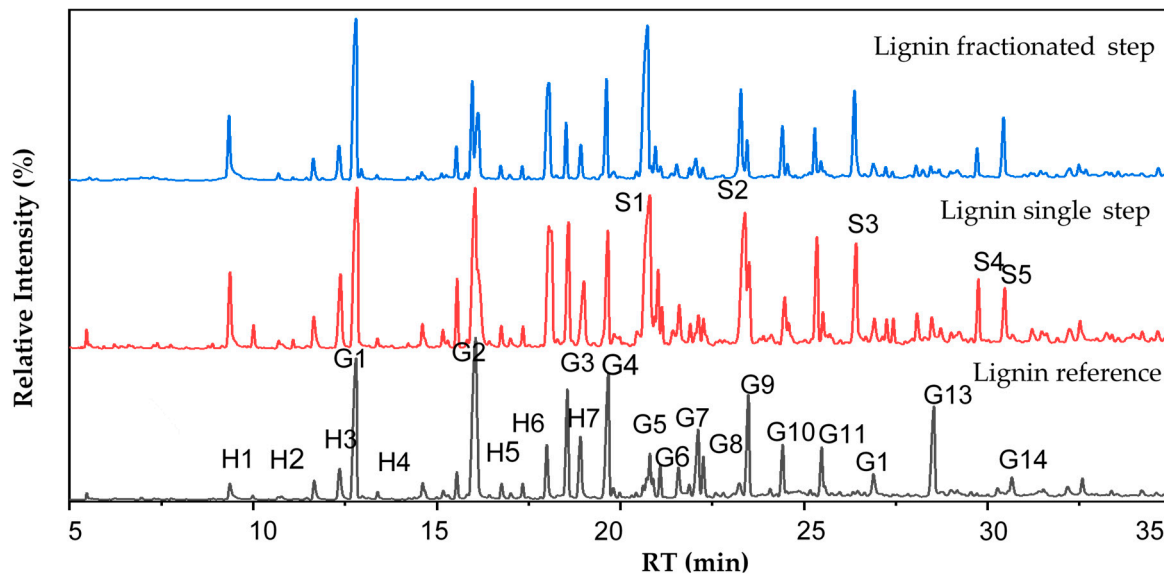 Lignin fractionated step
S1
S2
Lignin single step
S3
S4
S5
Relative Intensity (%)
G1
G2
G3
G4
Lignin reference
G9
G13
H1
H2
H3
H4
H5
H6
H7
G5
G6
G7
G8
G10
G11
G1
G14
5
10
15
20
25
30
35
RT (min)